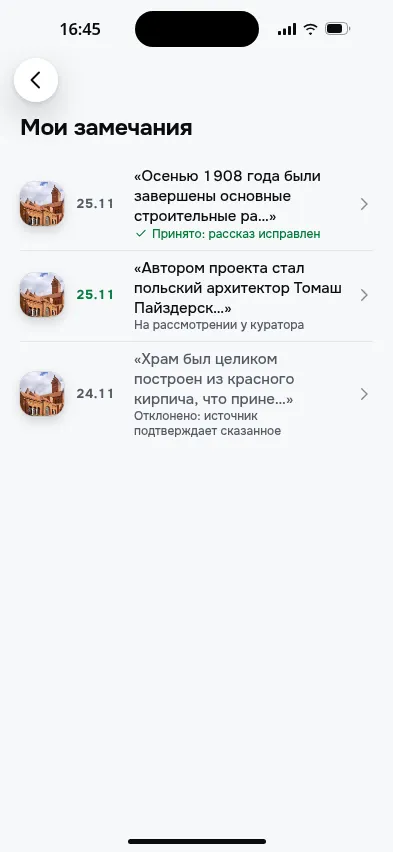 16:45
Мои замечания
25.11
«Осенью 1908 года были
завершены основные
строительные ра...»
Принято: рассказ исправлен
25.11
«Автором проекта стал
польский архитектор Томаш
Пайздерск...»
На рассмотрении у куратора
24.11
«Храм был целиком
построен из красного
кирпича, что прине...»
Отклонено: источник
подтверждает сказанное